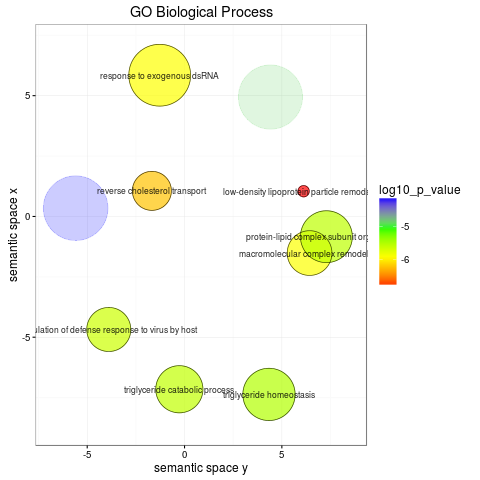 GO Biological Process
response to exogenous dsRNA
reverse cholesterol transport
low-density lipoprotein particle remode
protein-lipid complex subunit or
macromolecular complex remodel
ulation of defense response to virus by host
triglyceride catabolic process
triglyceride homeostasis
5
0
-5
-5
0
5
semantic space x
semantic space y
log10_p_value
-5
-6